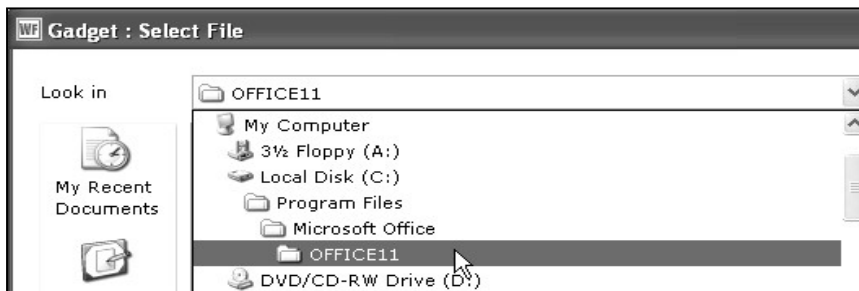 WF Gadget : Select File
Look in
OFFICE11
My Computer
3½ Floppy (A:)
Local Disk (C:)
Program Files
Microsoft Office
OFFICE11
DVD/CD-RW Drive (D:)
My Recent
Documents